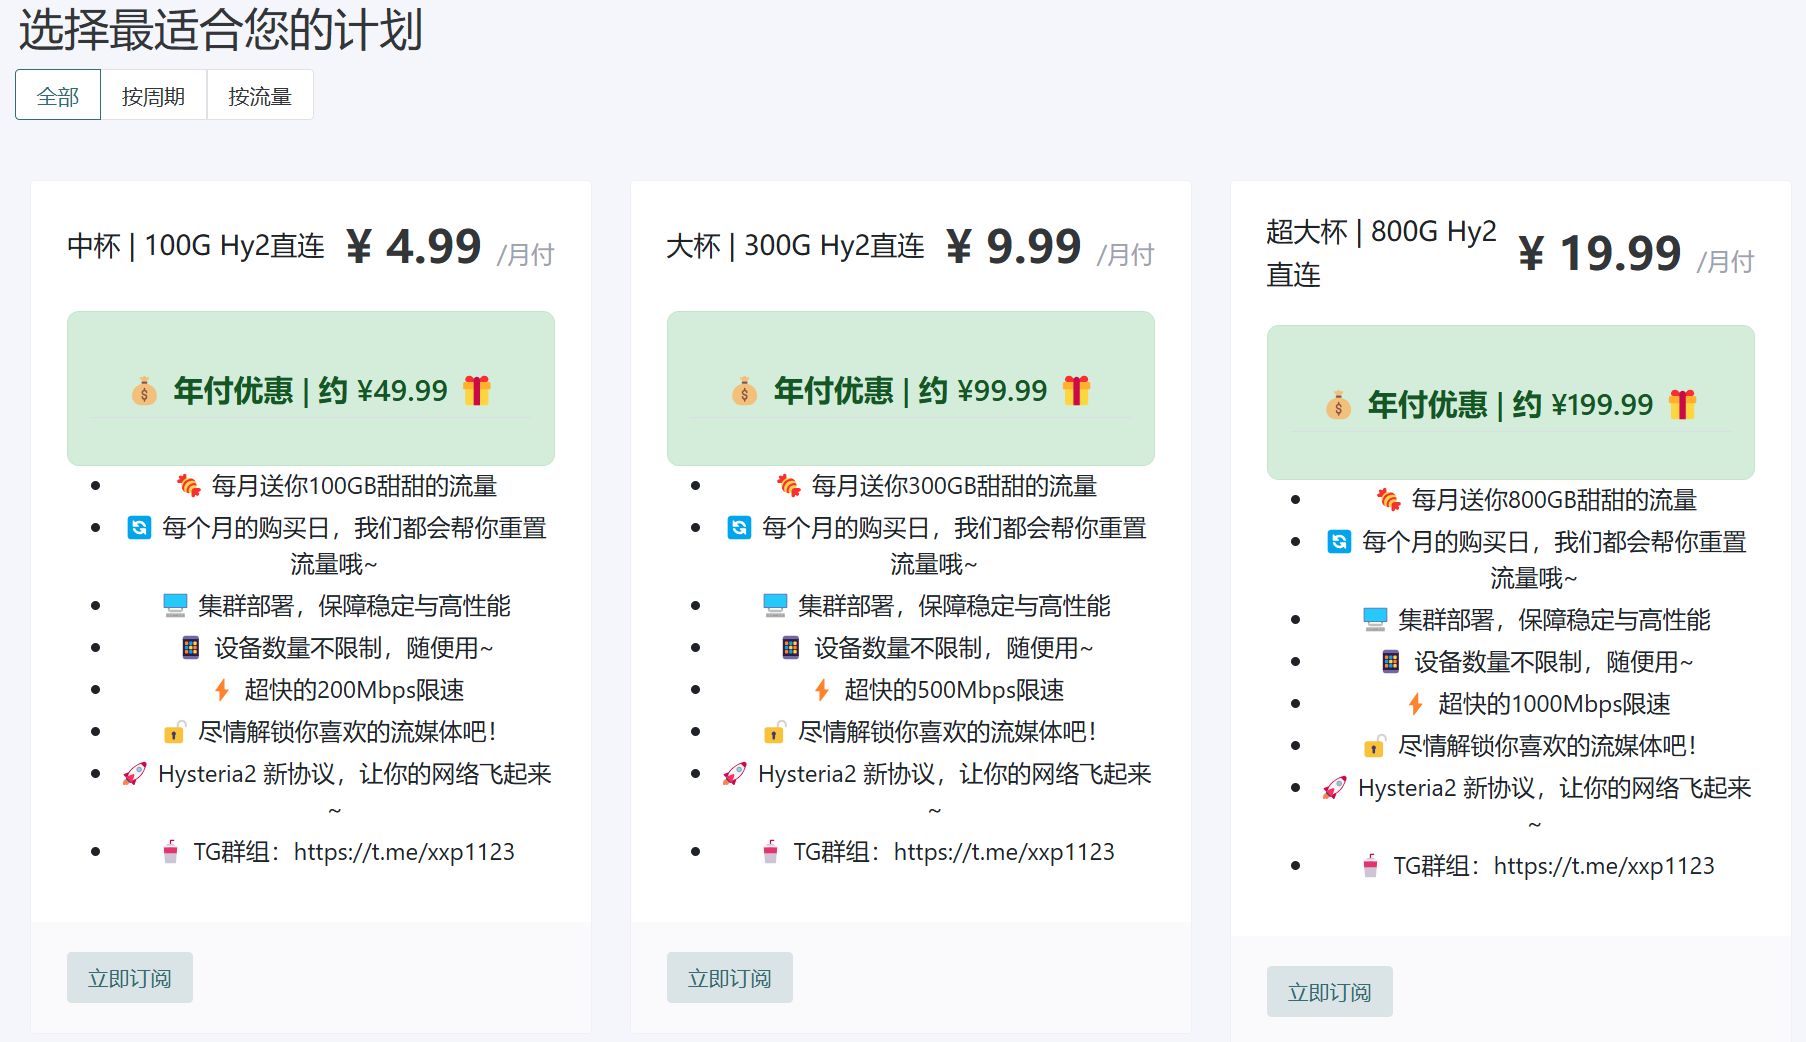 选择最适合您的计划
全部 按周期 按流量
中杯 | 100G Hy2直连 ¥ 4.99 /月付
💰 年付优惠 | 约 ¥49.99 🎁
🍬 每月送你100GB甜甜的流量
🔄 每个月的购买日，我们都会帮你重置
流量哦~
🖥️ 集群部署，保障稳定与高性能
📱 设备数量不限制，随便用~
⚡ 超快的200Mbps限速
🔓 尽情解锁你喜欢的流媒体吧！
🚀 Hysteria2 新协议，让你的网络飞起来
~
🥤 TG群组：https://t.me/xxp1123
立即订阅
大杯 | 300G Hy2直连 ¥ 9.99 /月付
💰 年付优惠 | 约 ¥99.99 🎁
🍬 每月送你300GB甜甜的流量
🔄 每个月的购买日，我们都会帮你重置
流量哦~
🖥️ 集群部署，保障稳定与高性能
📱 设备数量不限制，随便用~
⚡ 超快的500Mbps限速
🔓 尽情解锁你喜欢的流媒体吧！
🚀 Hysteria2 新协议，让你的网络飞起来
~
🥤 TG群组：https://t.me/xxp1123
立即订阅
超大杯 | 800G Hy2
直连 ¥ 19.99 /月付
💰 年付优惠 | 约 ¥199.99 🎁
🍬 每月送你800GB甜甜的流量
🔄 每个月的购买日，我们都会帮你重置
流量哦~
🖥️ 集群部署，保障稳定与高性能
📱 设备数量不限制，随便用~
⚡ 超快的1000Mbps限速
🔓 尽情解锁你喜欢的流媒体吧！
🚀 Hysteria2 新协议，让你的网络飞起来
~
🥤 TG群组：https://t.me/xxp1123
立即订阅